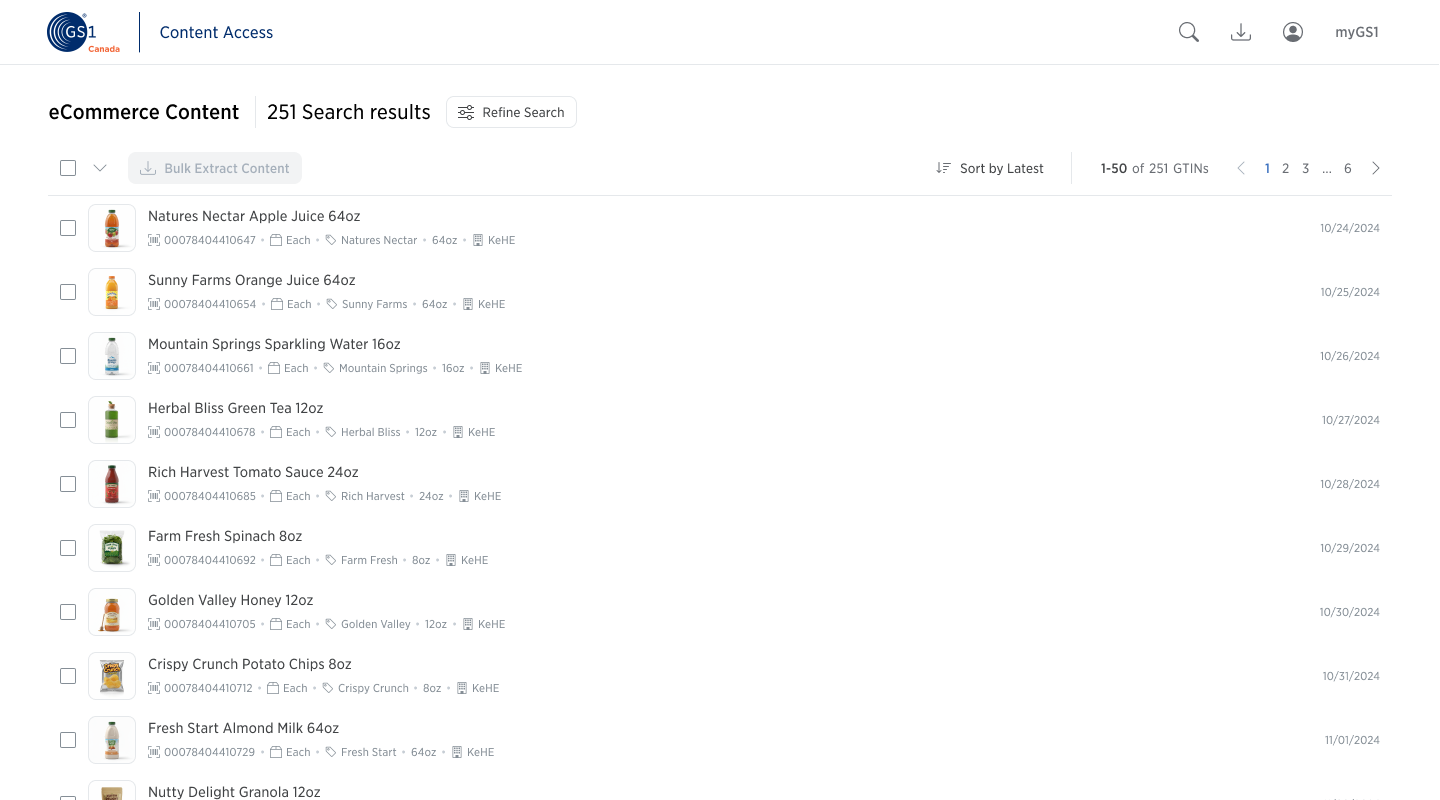 GS1
®
Canada
Content Access
myGS1
eCommerce Content
251 Search results
Refine Search
Bulk Extract Content
Sort by Latest
1-50 of 251 GTINs
1 2 3 ... 6
Natures Nectar Apple Juice 64oz
00078404410647 • Each • Natures Nectar • 64oz • KeHE
10/24/2024
Sunny Farms Orange Juice 64oz
00078404410654 • Each • Sunny Farms • 64oz • KeHE
10/25/2024
Mountain Springs Sparkling Water 16oz
00078404410661 • Each • Mountain Springs • 16oz • KeHE
10/26/2024
Herbal Bliss Green Tea 12oz
00078404410678 • Each • Herbal Bliss • 12oz • KeHE
10/27/2024
Rich Harvest Tomato Sauce 24oz
00078404410685 • Each • Rich Harvest • 24oz • KeHE
10/28/2024
Farm Fresh Spinach 8oz
00078404410692 • Each • Farm Fresh • 8oz • KeHE
10/29/2024
Golden Valley Honey 12oz
00078404410705 • Each • Golden Valley • 12oz • KeHE
10/30/2024
Crispy Crunch Potato Chips 8oz
00078404410712 • Each • Crispy Crunch • 8oz • KeHE
10/31/2024
Fresh Start Almond Milk 64oz
00078404410729 • Each • Fresh Start • 64oz • KeHE
11/01/2024
Nutty Delight Granola 12oz